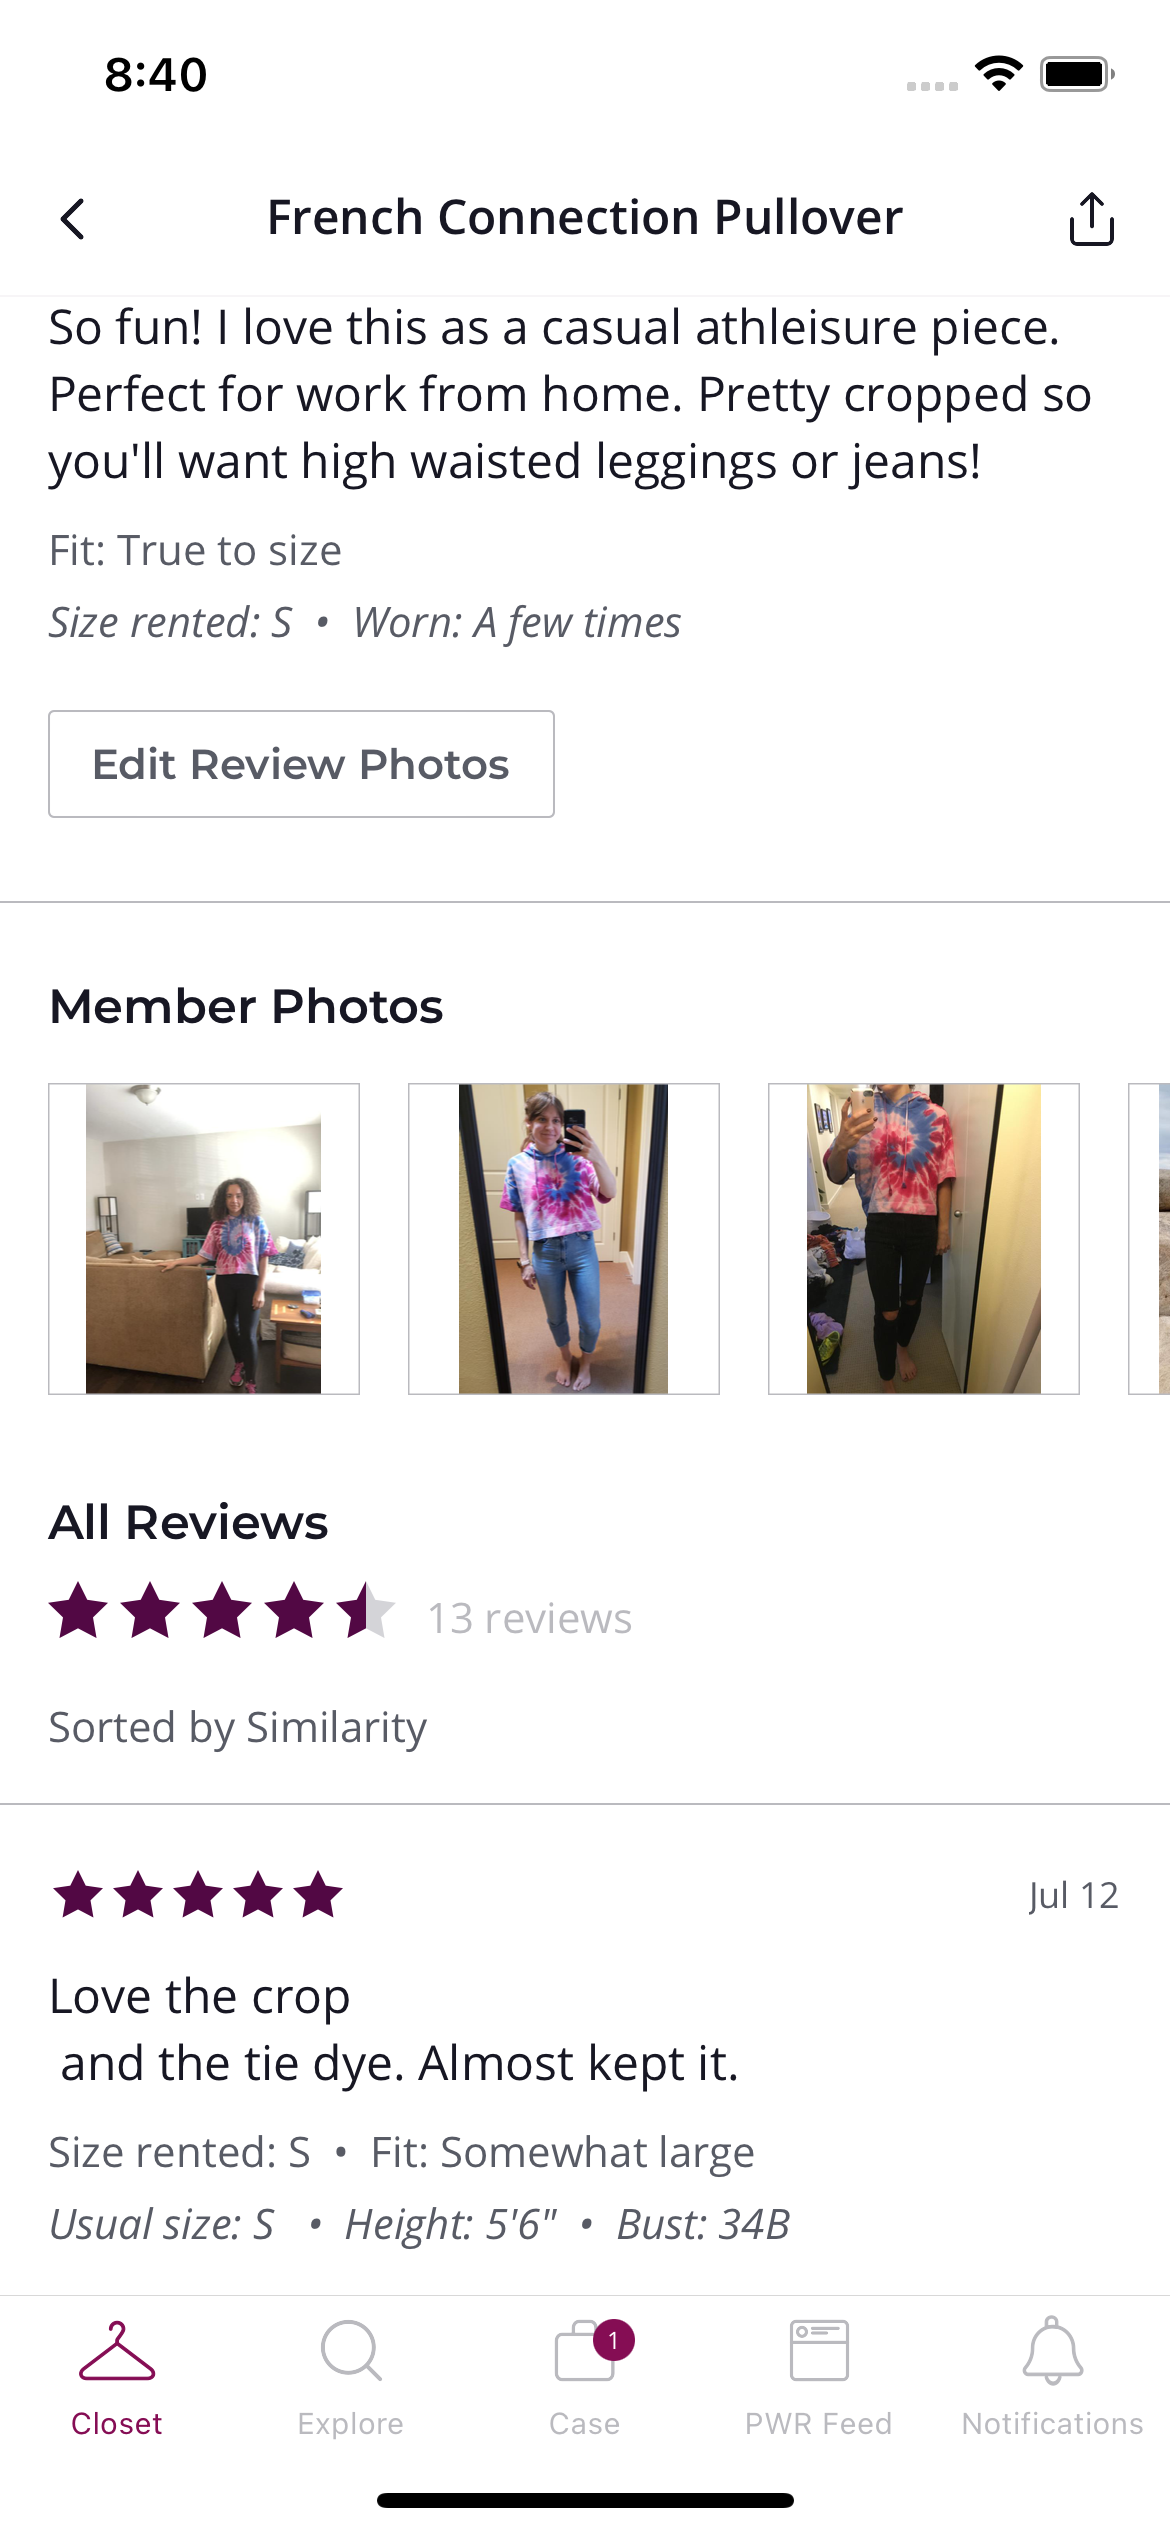 8:40
French Connection Pullover
So fun! I love this as a casual athleisure piece.
Perfect for work from home. Pretty cropped so
you'll want high waisted leggings or jeans!
Fit: True to size
Size rented: S • Worn: A few times
Edit Review Photos
Member Photos
All Reviews
13 reviews
Sorted by Similarity
Jul 12
Love the crop
and the tie dye. Almost kept it.
Size rented: S • Fit: Somewhat large
Usual size: S • Height: 5'6" • Bust: 34B
1
Closet
Explore
Case
PWR Feed
Notifications